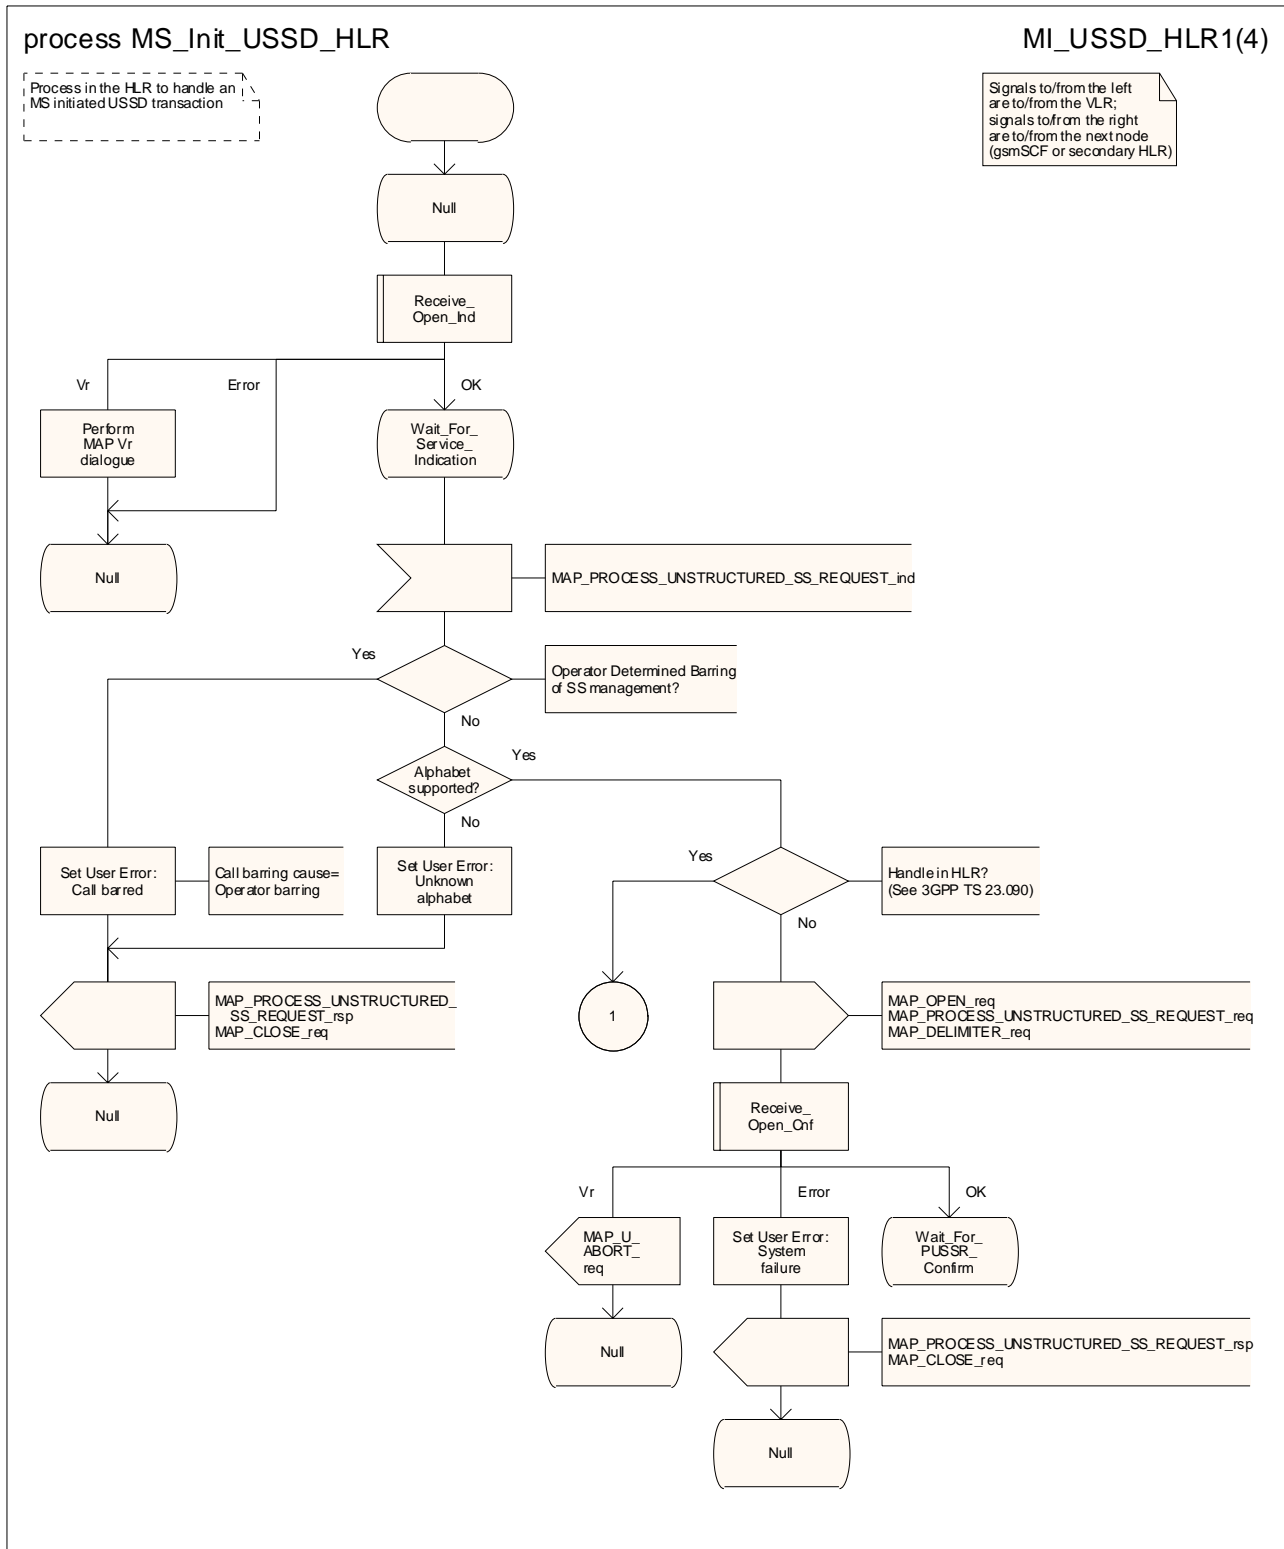 process MS_Init_USSD_HLR
MI_USSD_HLR1(4)
Process in the HLR to handle an
MS initiated USSD transaction
Signals to/from the left
are to/from the VLR;
signals to/from the right
are to/from the next node
(gsmSCF or secondary HLR)
Null
Receive_
Open_Ind
Vr
Error
OK
Perform
MAP Vr
dialogue
Wait_For_
Service_
Indication
Null
MAP_PROCESS_UNSTRUCTURED_SS_REQUEST_ind
Yes
Operator Determined Barring
of SS management?
No
Yes
Alphabet
supported?
No
Set User Error:
Call barred
Call barring cause=
Operator barring
Set User Error:
Unknown
alphabet
Yes
Handle in HLR?
(See 3GPP TS 23.090)
No
MAP_PROCESS_UNSTRUCTURED_
SS_REQUEST_rsp
MAP_CLOSE_req
1
MAP_OPEN_req
MAP_PROCESS_UNSTRUCTURED_SS_REQUEST_req
MAP_DELIMITER_req
Null
Receive_
Open_Cnf
Vr
Error
OK
MAP_U_
ABORT_
req
Set User Error:
System
failure
Wait_For_
PUSSR_
Confirm
Null
MAP_PROCESS_UNSTRUCTURED_SS_REQUEST_rsp
MAP_CLOSE_req
Null